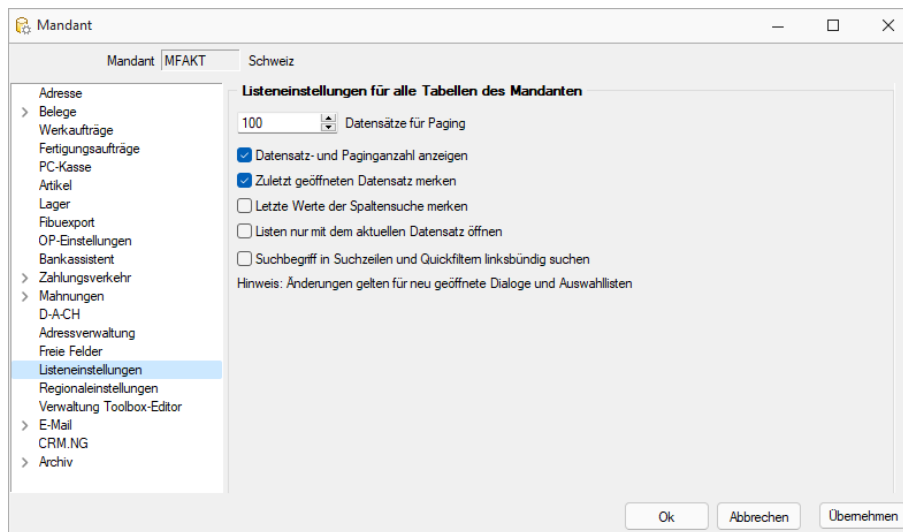 Mandant
Mandant MFAKT Schweiz
Adresse
Belege
Werkaufträge
Fertigungsaufträge
PC-Kasse
Artikel
Lager
Fibuexport
OP-Einstellungen
Bankassistent
Zahlungsverkehr
Mahnungen
D-A-CH
Adressverwaltung
Freie Felder
Listeneinstellungen
Regionaleinstellungen
Verwaltung Toolbox-Editor
E-Mail
CRM.NG
Archiv
Listeneinstellungen für alle Tabellen des Mandanten
100 Datensätze für Paging
Datensatz- und Paginganzahl anzeigen
Zuletzt geöffneten Datensatz merken
Letzte Werte der Spaltensuche merken
Listen nur mit dem aktuellen Datensatz öffnen
Suchbegriff in Suchzeilen und Quickfiltern linksbündig suchen
Hinweis: Änderungen gelten für neu geöffnete Dialoge und Auswahllisten
Ok Abbrechen Übernehmen